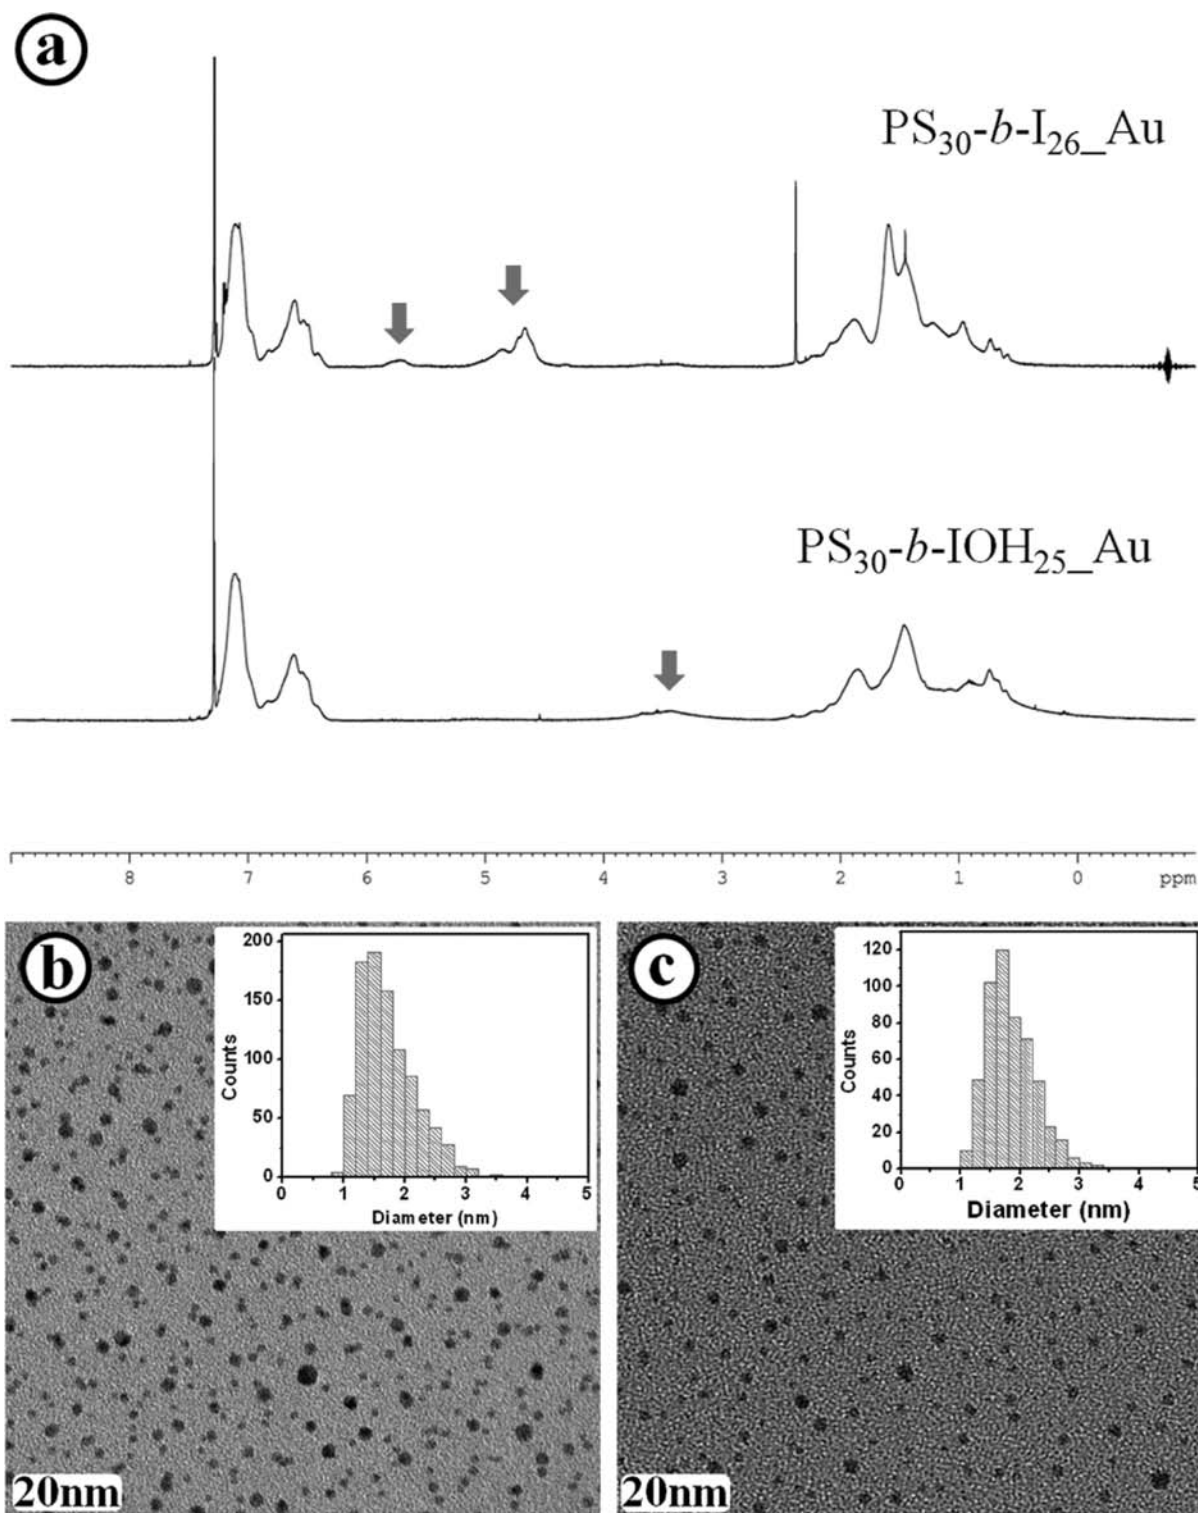 a
PS30-b-I26_Au
PS30-b-IOH25_Au
8 7 6 5 4 3 2 1 0 ppm
b
200
150
100
50
0
Counts
0 1 2 3 4 5
Diameter (nm)
20nm
c
120
100
80
60
40
20
0
Counts
0 1 2 3 4 5
Diameter (nm)
20nm